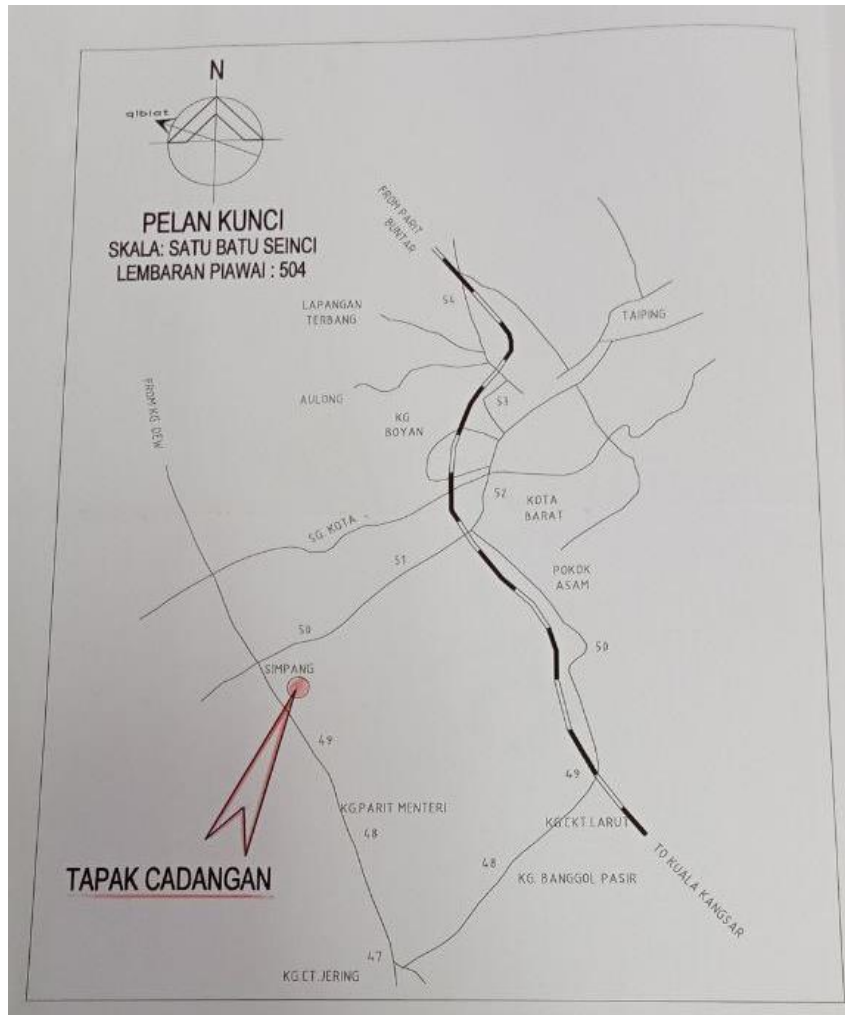 N
qibiat
PELAN KUNCI
SKALA: SATU BATU SEINCI
LEMBARAN PIAWAI : 504
FROM PARIT
BUNTAR
54
LAPANGAN
TERBANG
TAIPING
FROM KG DEW
AULONG
53
KG
BOYAN
52
KOTA
BARAT
SG. KOTA
51
POKOK
ASAM
50
50
SIMPANG
49
49
KG.PARIT MENTERI
48
KG.CKT.LARUT
TO KUALA KANGSAR
48
KG. BANGGOL PASIR
TAPAK CADANGAN
47
KG.CT.JERING